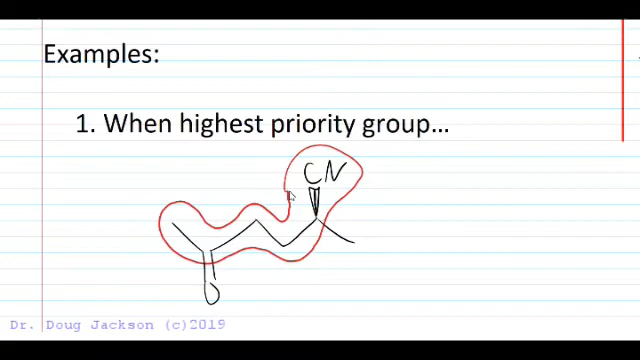 Examples:
1. When highest priority group...
CN
O
Dr. Doug Jackson (c)2019